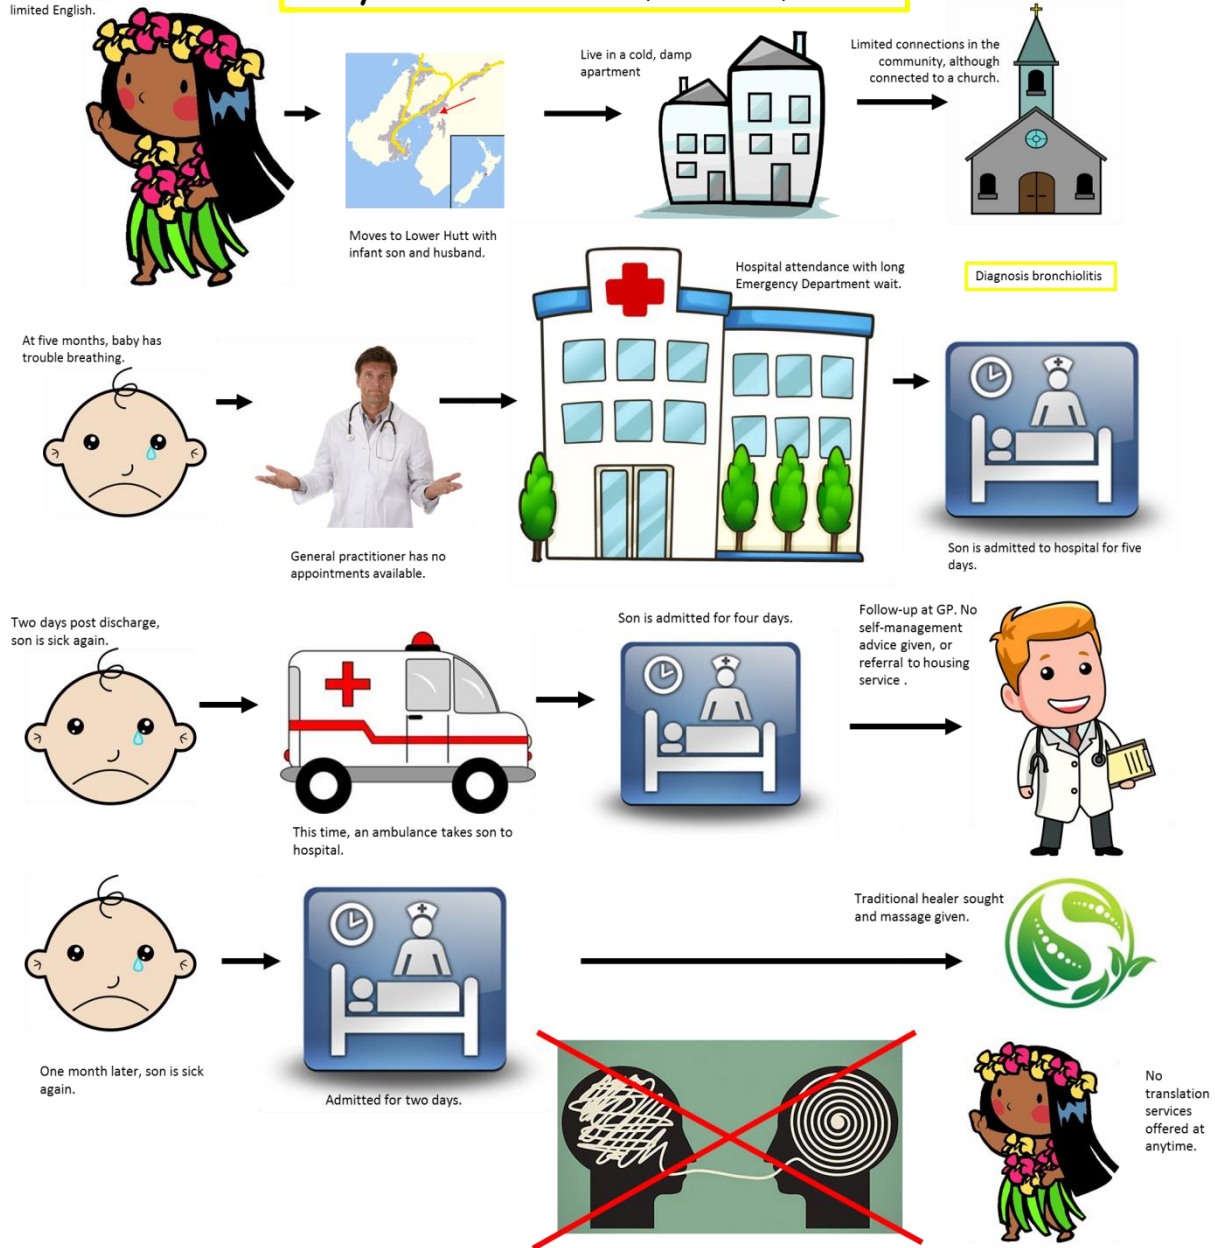 limited English.
Live in a cold, damp
apartment
Limited connections in the
community, although
connected to a church.
Moves to Lower Hutt with
infant son and husband.
Hospital attendance with long
Emergency Department wait.
Diagnosis bronchiolitis
At five months, baby has
trouble breathing.
General practitioner has no
appointments available.
Son is admitted to hospital for five
days.
Two days post discharge,
son is sick again.
Son is admitted for four days.
Follow-up at GP. No
self-management
advice given, or
referral to housing
service .
This time, an ambulance takes son to
hospital.
Traditional healer sought
and massage given.
One month later, son is sick
again.
Admitted for two days.
No
translation
services
offered at
anytime.